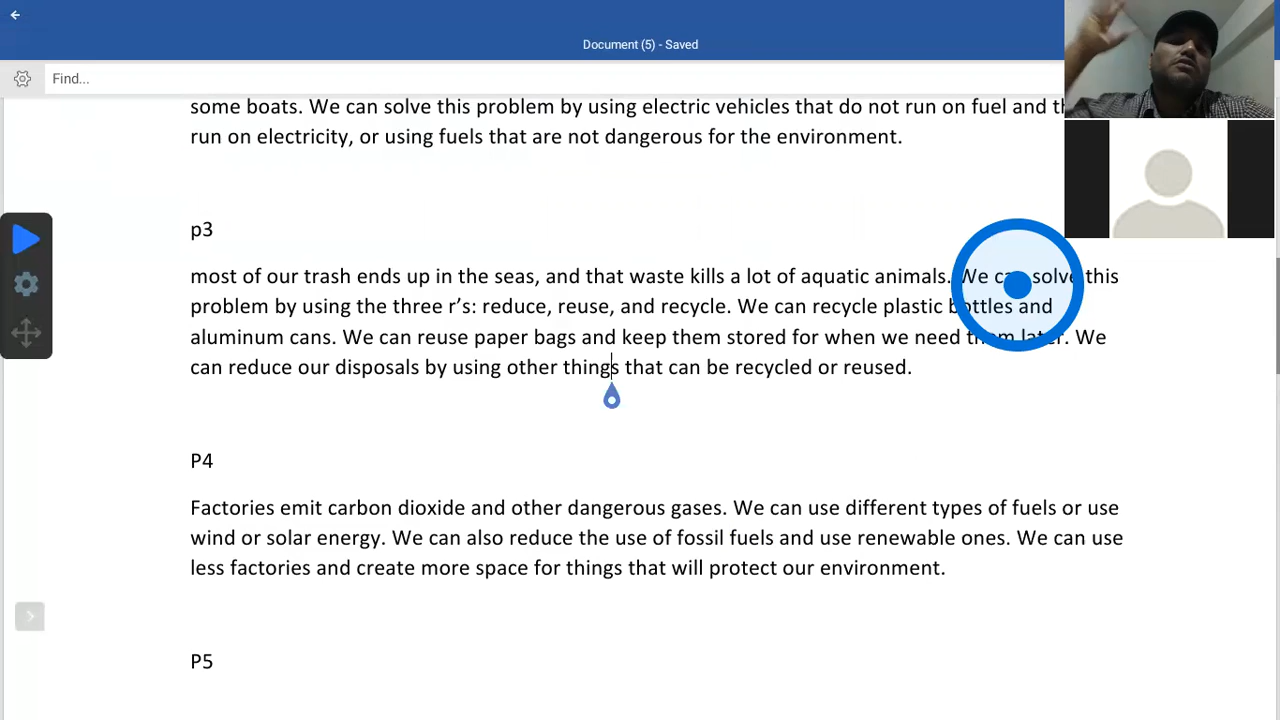 Document (5) - Saved
Find...
some boats. We can solve this problem by using electric vehicles that do not run on fuel and
run on electricity, or using fuels that are not dangerous for the environment.
p3
most of our trash ends up in the seas, and that waste kills a lot of aquatic animals. We can solve this
problem by using the three r’s: reduce, reuse, and recycle. We can recycle plastic bottles and
aluminum cans. We can reuse paper bags and keep them stored for when we need them later. We
can reduce our disposals by using other things that can be recycled or reused.
P4
Factories emit carbon dioxide and other dangerous gases. We can use different types of fuels or use
wind or solar energy. We can also reduce the use of fossil fuels and use renewable ones. We can use
less factories and create more space for things that will protect our environment.
P5